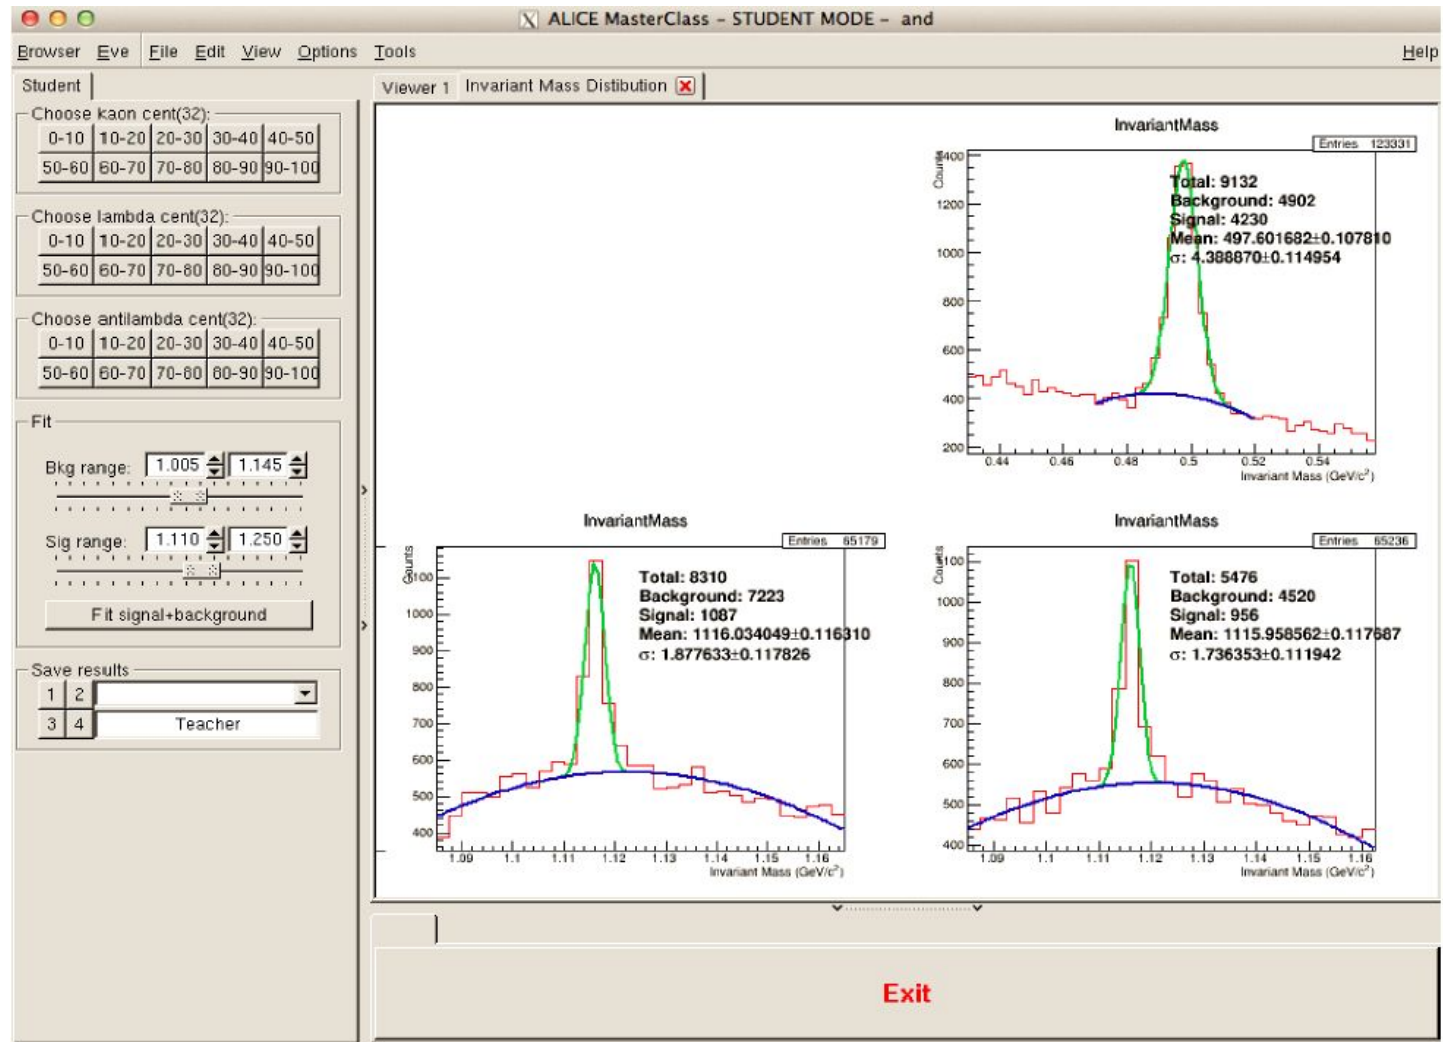 ALICE MasterClass – STUDENT MODE – and
Browser Eve File Edit View Options Tools Help
Student
Viewer 1 Invariant Mass Distibution
Choose kaon cent(32):
0-10 10-20 20-30 30-40 40-50
50-60 60-70 70-80 80-90 90-100
Choose lambda cent(32):
0-10 10-20 20-30 30-40 40-50
50-60 60-70 70-80 80-90 90-100
Choose antilambda cent(32):
0-10 10-20 20-30 30-40 40-50
50-60 60-70 70-80 80-90 90-100
Fit
Bkg range: 1.005 1.145
Sig range: 1.110 1.250
Fit signal+background
Save results
1 2
3 4 Teacher
InvariantMass
Entries 123331
Counts
Total: 9132
Background: 4902
Signal: 4230
Mean: 497.601682±0.107810
σ: 4.388870±0.114954
1400
1200
1000
800
600
400
200
0.44 0.46 0.48 0.5 0.52 0.54
Invariant Mass (GeV/c²)
InvariantMass
Entries 65179
Counts
Total: 8310
Background: 7223
Signal: 1087
Mean: 1116.034049±0.116310
σ: 1.877633±0.117826
1100
1000
900
800
700
600
500
400
1.09 1.1 1.11 1.12 1.13 1.14 1.15 1.16
Invariant Mass (GeV/c²)
InvariantMass
Entries 65236
Counts
Total: 5476
Background: 4520
Signal: 956
Mean: 1115.958562±0.117687
σ: 1.736353±0.111942
1100
1000
900
800
700
600
500
400
1.09 1.1 1.11 1.12 1.13 1.14 1.15 1.16
Invariant Mass (GeV/c²)
Exit